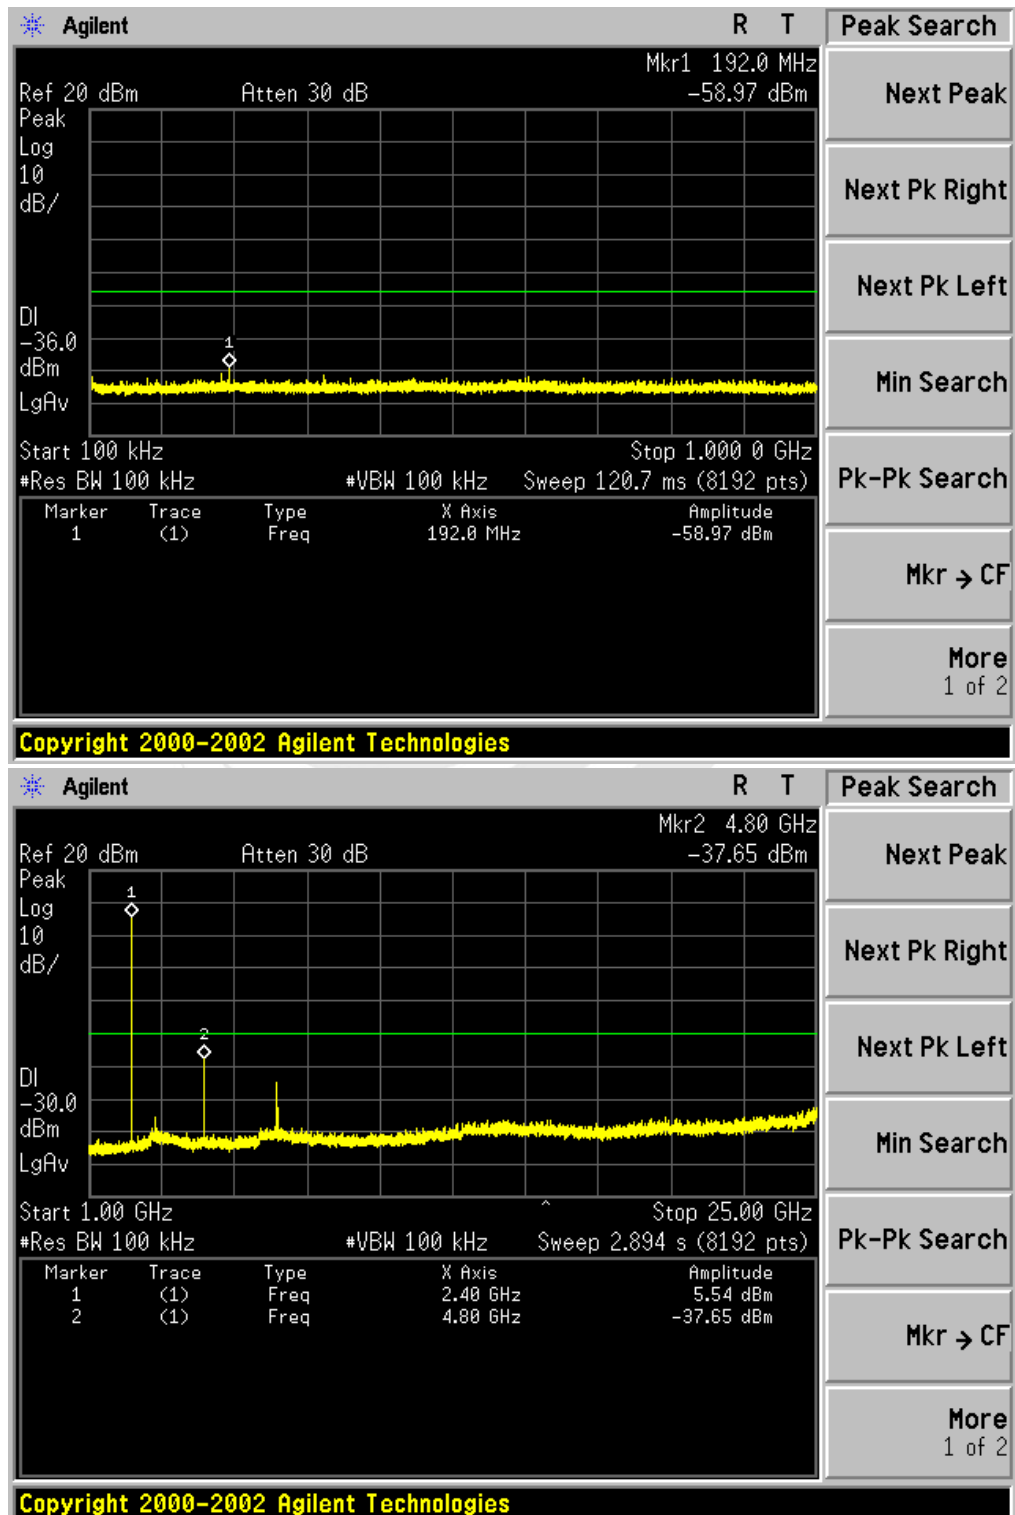 Agilent R T Peak Search
Mkr1 192.0 MHz
Ref 20 dBm Atten 30 dB -58.97 dBm
Peak
Log
10
dB/
1
DI
-36.0
dBm
LgAv
Start 100 kHz Stop 1.000 0 GHz
#Res BW 100 kHz #VBW 100 kHz Sweep 120.7 ms (8192 pts)
Marker Trace Type X Axis Amplitude
1 (1) Freq 192.0 MHz -58.97 dBm
Next Peak
Next Pk Right
Next Pk Left
Min Search
Pk-Pk Search
Mkr → CF
More
1 of 2
Copyright 2000-2002 Agilent Technologies
Agilent R T Peak Search
Mkr2 4.80 GHz
Ref 20 dBm Atten 30 dB -37.65 dBm
Peak
Log
10
dB/
1
2
DI
-30.0
dBm
LgAv
Start 1.00 GHz ^ Stop 25.00 GHz
#Res BW 100 kHz #VBW 100 kHz Sweep 2.894 s (8192 pts)
Marker Trace Type X Axis Amplitude
1 (1) Freq 2.40 GHz 5.54 dBm
2 (1) Freq 4.80 GHz -37.65 dBm
Next Peak
Next Pk Right
Next Pk Left
Min Search
Pk-Pk Search
Mkr → CF
More
1 of 2
Copyright 2000-2002 Agilent Technologies